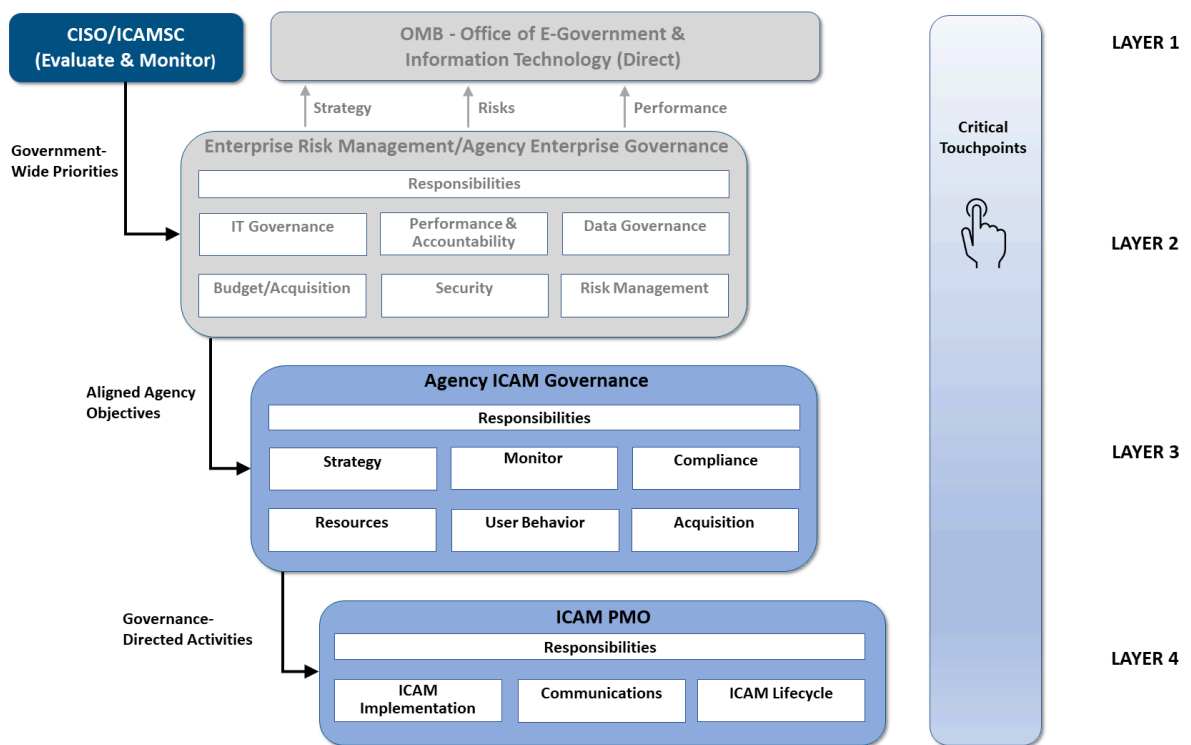 CISO/ICAMSC
(Evaluate & Monitor)
OMB - Office of E-Government &
Information Technology (Direct)
LAYER 1
Strategy
Risks
Performance
Government-
Wide Priorities
Enterprise Risk Management/Agency Enterprise Governance
Responsibilities
IT Governance
Performance &
Accountability
Data Governance
Budget/Acquisition
Security
Risk Management
Critical
Touchpoints
LAYER 2
Aligned Agency
Objectives
Agency ICAM Governance
Responsibilities
Strategy
Monitor
Compliance
Resources
User Behavior
Acquisition
LAYER 3
Governance-
Directed Activities
ICAM PMO
Responsibilities
ICAM
Implementation
Communications
ICAM Lifecycle
LAYER 4